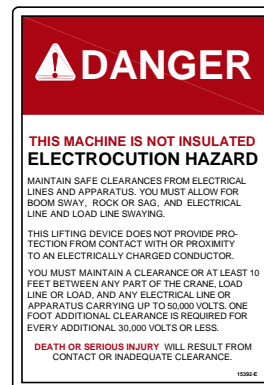 DANGER
THIS MACHINE IS NOT INSULATED
ELECTROCUTION HAZARD
MAINTAIN SAFE CLEARANCES FROM ELECTRICAL
LINES AND APPARATUS. YOU MUST ALLOW FOR
BOOM SWAY, ROCK OR SAG, AND ELECTRICAL
LINE AND LOAD LINE SWAYING.
THIS LIFTING DEVICE DOES NOT PROVIDE PRO-
TECTION FROM CONTACT WITH OR PROXIMITY
TO AN ELECTRICALLY CHARGED CONDUCTOR.
YOU MUST MAINTAIN A CLEARANCE OR AT LEAST 10
FEET BETWEEN ANY PART OF THE CRANE, LOAD
LINE OR LOAD, AND ANY ELECTRICAL LINE OR
APPARATUS CARRYING UP TO 50,000 VOLTS. ONE
FOOT ADDITIONAL CLEARANCE IS REQUIRED FOR
EVERY ADDITIONAL 30,000 VOLTS OR LESS.
DEATH OR SERIOUS INJURY WILL RESULT FROM
CONTACT OR INADEQUATE CLEARANCE.
15392-E